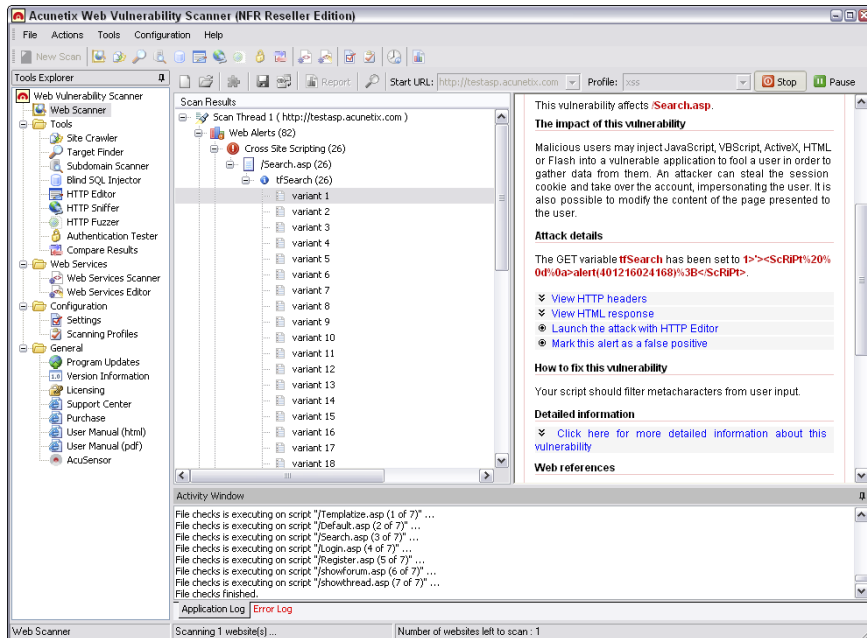 Acunetix Web Vulnerability Scanner (NFR Reseller Edition)
File Actions Tools Configuration Help
New Scan
Tools Explorer
Report
Start URL: http://testasp.acunetix.com
Profile: xss
Stop
Pause
Web Vulnerability Scanner
Web Scanner
Tools
Site Crawler
Target Finder
Subdomain Scanner
Blind SQL Injector
HTTP Editor
HTTP Sniffer
HTTP Fuzzer
Authentication Tester
Compare Results
Web Services
Web Services Scanner
Web Services Editor
Configuration
Settings
Scanning Profiles
General
Program Updates
Version Information
Licensing
Support Center
Purchase
User Manual (html)
User Manual (pdf)
AcuSensor
Scan Results
Scan Thread 1 ( http://testasp.acunetix.com )
Web Alerts (82)
Cross Site Scripting (26)
/Search.asp (26)
tfSearch (26)
variant 1
variant 2
variant 3
variant 4
variant 5
variant 6
variant 7
variant 8
variant 9
variant 10
variant 11
variant 12
variant 13
variant 14
variant 15
variant 16
variant 17
variant 18
This vulnerability affects /Search.asp.
The impact of this vulnerability
Malicious users may inject JavaScript, VBScript, ActiveX, HTML
or Flash into a vulnerable application to fool a user in order to
gather data from them. An attacker can steal the session
cookie and take over the account, impersonating the user. It is
also possible to modify the content of the page presented to
the user.
Attack details
The GET variable tfSearch has been set to 1>'><ScRiPt%20%
0d%0a>alert(401216024168)%3B</ScRiPt>.
View HTTP headers
View HTML response
Launch the attack with HTTP Editor
Mark this alert as a false positive
How to fix this vulnerability
Your script should filter metacharacters from user input.
Detailed information
Click here for more detailed information about this
vulnerability
Web references
Activity Window
File checks is executing on script "/Templatize.asp (1 of 7)" ...
File checks is executing on script "/Default.asp (2 of 7)" ...
File checks is executing on script "/Search.asp (3 of 7)" ...
File checks is executing on script "/Login.asp (4 of 7)" ...
File checks is executing on script "/Register.asp (5 of 7)" ...
File checks is executing on script "/showforum.asp (6 of 7)" ...
File checks is executing on script "/showthread.asp (7 of 7)" ...
File checks finished.
Application Log Error Log
Web Scanner
Scanning 1 website(s) ...
Number of websites left to scan : 1